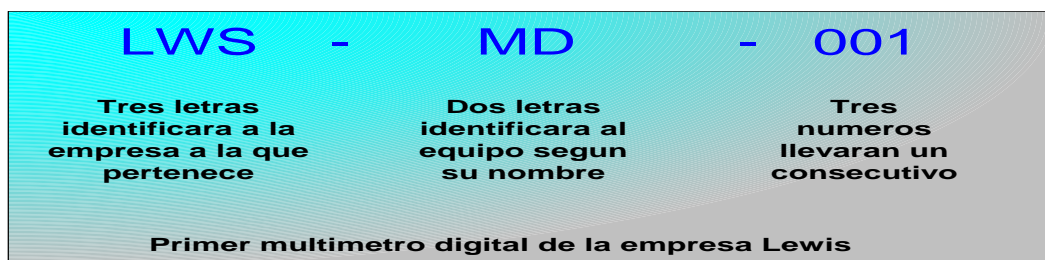 LWS - MD - 001
Tres letras
identificara a la
empresa a la que
pertenece
Dos letras
identificara al
equipo segun
su nombre
Tres
numeros
llevaran un
consecutivo
Primer multimetro digital de la empresa Lewis